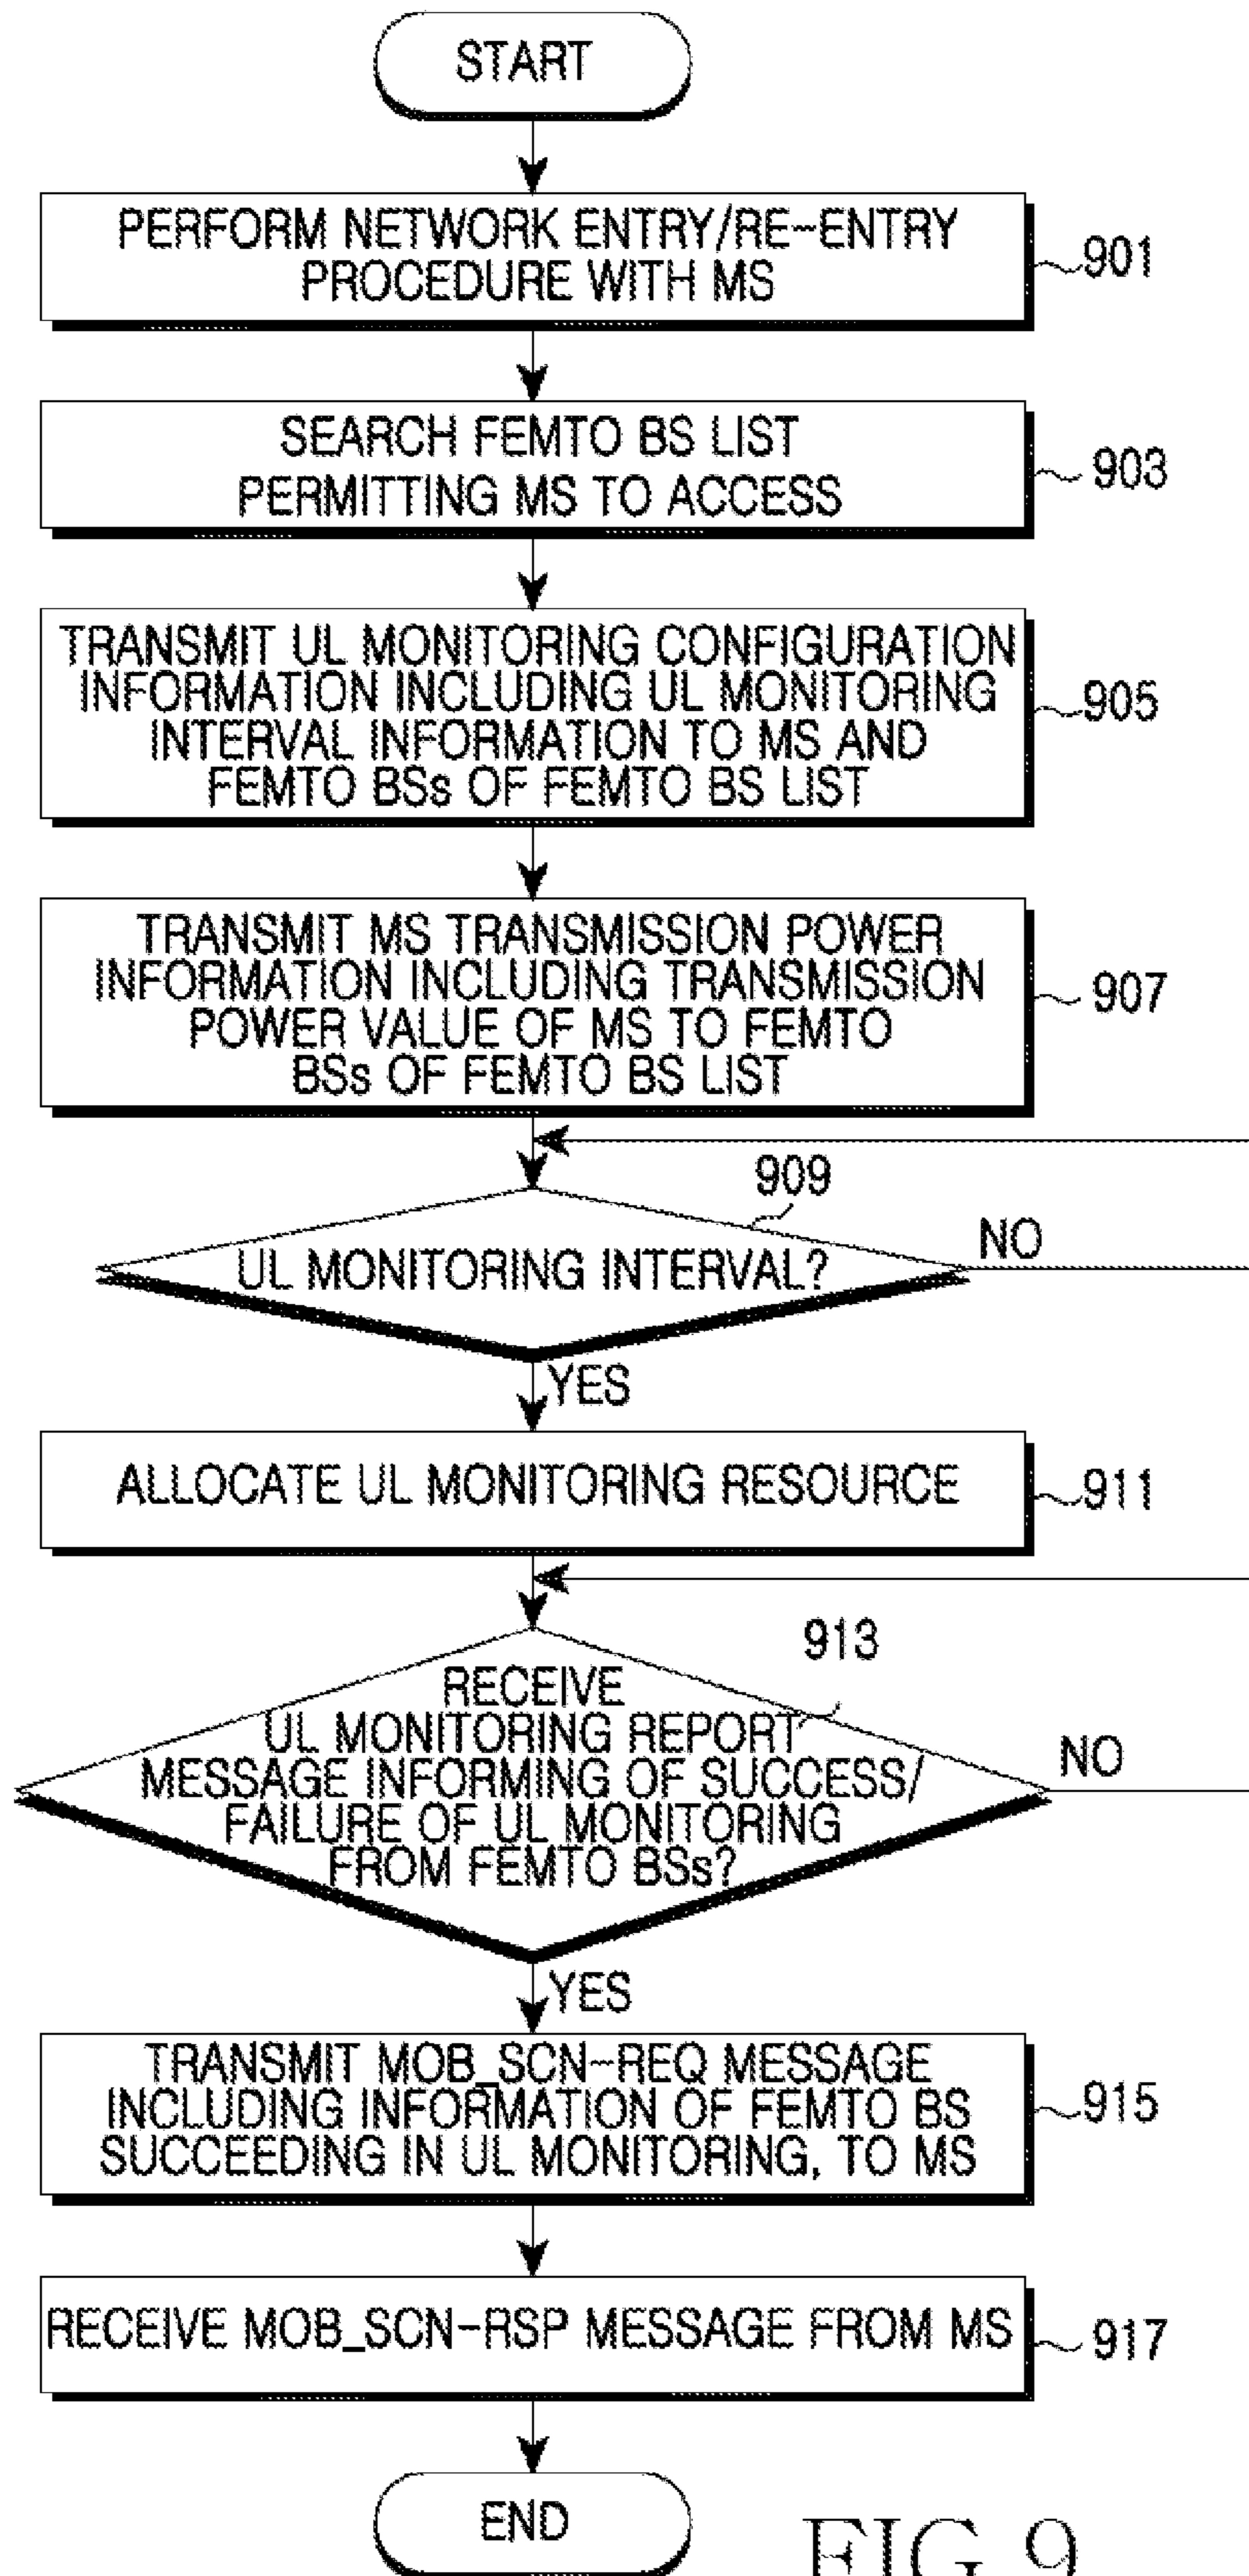 START
PERFORM NETWORK ENTRY/RE-ENTRY
PROCEDURE WITH MS
901
SEARCH FEMTO BS LIST
PERMITTING MS TO ACCESS
903
TRANSMIT UL MONITORING CONFIGURATION
INFORMATION INCLUDING UL MONITORING
INTERVAL INFORMATION TO MS AND
FEMTO BSs OF FEMTO BS LIST
905
TRANSMIT MS TRANSMISSION POWER
INFORMATION INCLUDING TRANSMISSION
POWER VALUE OF MS TO FEMTO
BSs OF FEMTO BS LIST
907
909
UL MONITORING INTERVAL?
NO
YES
ALLOCATE UL MONITORING RESOURCE
911
913
RECEIVE
UL MONITORING REPORT
MESSAGE INFORMING OF SUCCESS/
FAILURE OF UL MONITORING
FROM FEMTO BSs?
NO
YES
TRANSMIT MOB_SCN-REQ MESSAGE
INCLUDING INFORMATION OF FEMTO BS
SUCCEEDING IN UL MONITORING, TO MS
915
RECEIVE MOB_SCN-RSP MESSAGE FROM MS
917
END
FIG.9